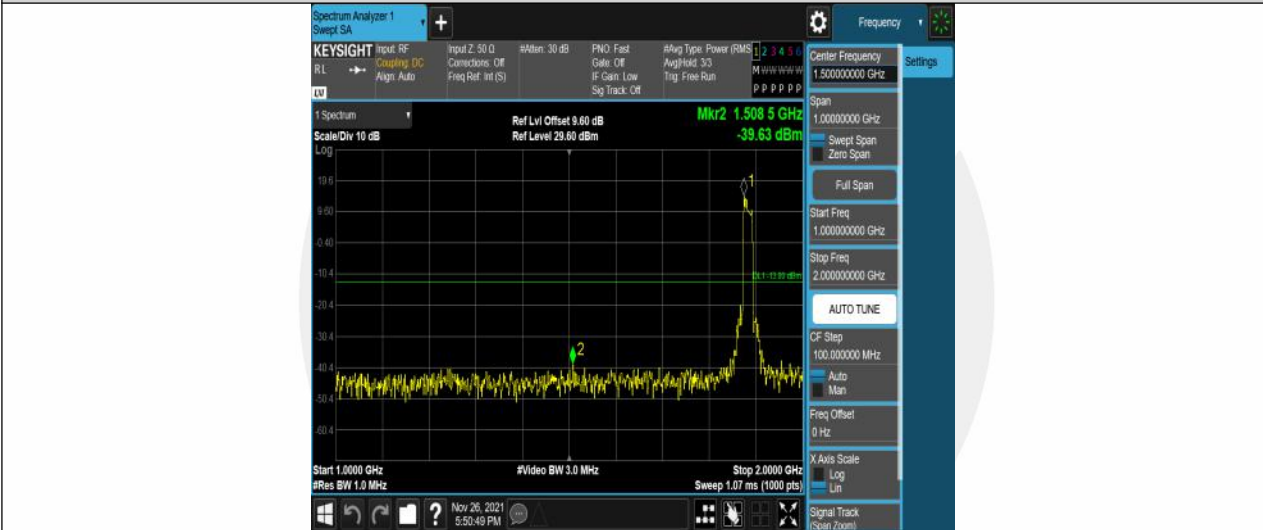 Spectrum Analyzer 1
Swept SA
+
Frequency
KEYSIGHT
RL
LV
Input: RF
Coupling: DC
Align: Auto
Input Z: 50 Ω
Corrections: Off
Freq Ref: Int (S)
#Atten: 30 dB
PNO: Fast
Gate: Off
IF Gain: Low
Sig Track: Off
#Avg Type: Power (RMS
Avg|Hold: 3/3
Trig: Free Run
1 2 3 4 5 6
M W W W W W
P P P P P P
1 Spectrum
Scale/Div 10 dB
Log
Ref Lvl Offset 9.60 dB
Ref Level 29.60 dBm
Mkr2 1.508 5 GHz
-39.63 dBm
19.6
9.60
-0.40
-10.4
-20.4
-30.4
-40.4
-50.4
-60.4
1
2
DL1 -13.00 dBm
Start 1.0000 GHz
#Res BW 1.0 MHz
#Video BW 3.0 MHz
Stop 2.0000 GHz
Sweep 1.07 ms (1000 pts)
?
Nov 26, 2021
5:50:49 PM
Center Frequency
1.500000000 GHz
Settings
Span
1.00000000 GHz
Swept Span
Zero Span
Full Span
Start Freq
1.000000000 GHz
Stop Freq
2.000000000 GHz
AUTO TUNE
CF Step
100.000000 MHz
Auto
Man
Freq Offset
0 Hz
X Axis Scale
Log
Lin
Signal Track
(Span Zoom)